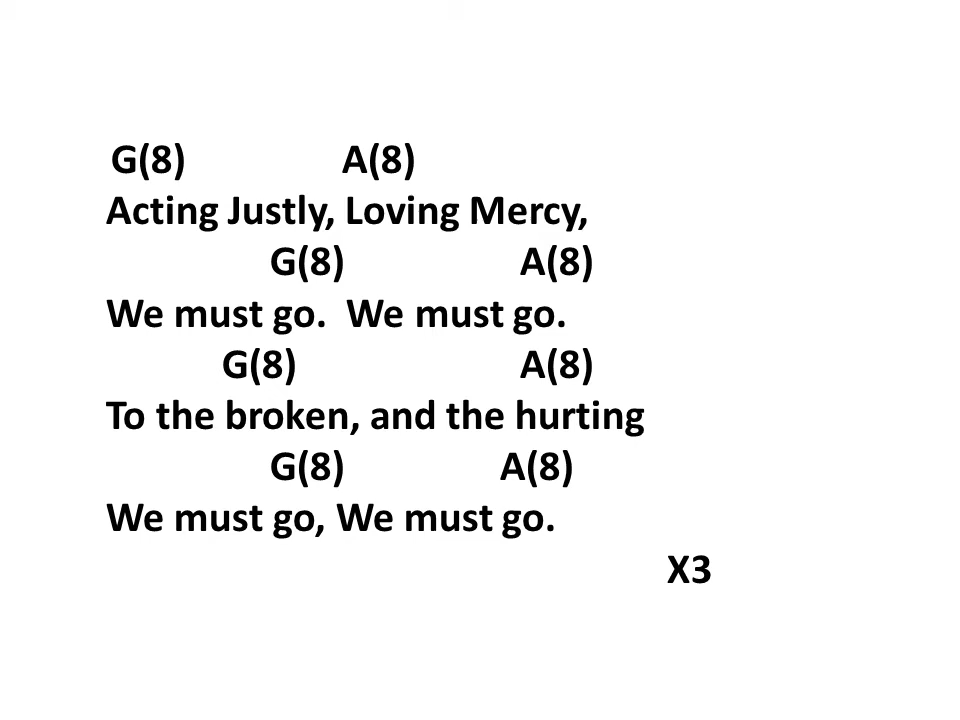 G(8) A(8)
Acting Justly, Loving Mercy,
G(8) A(8)
We must go. We must go.
G(8) A(8)
To the broken, and the hurting
G(8) A(8)
We must go, We must go.
X3